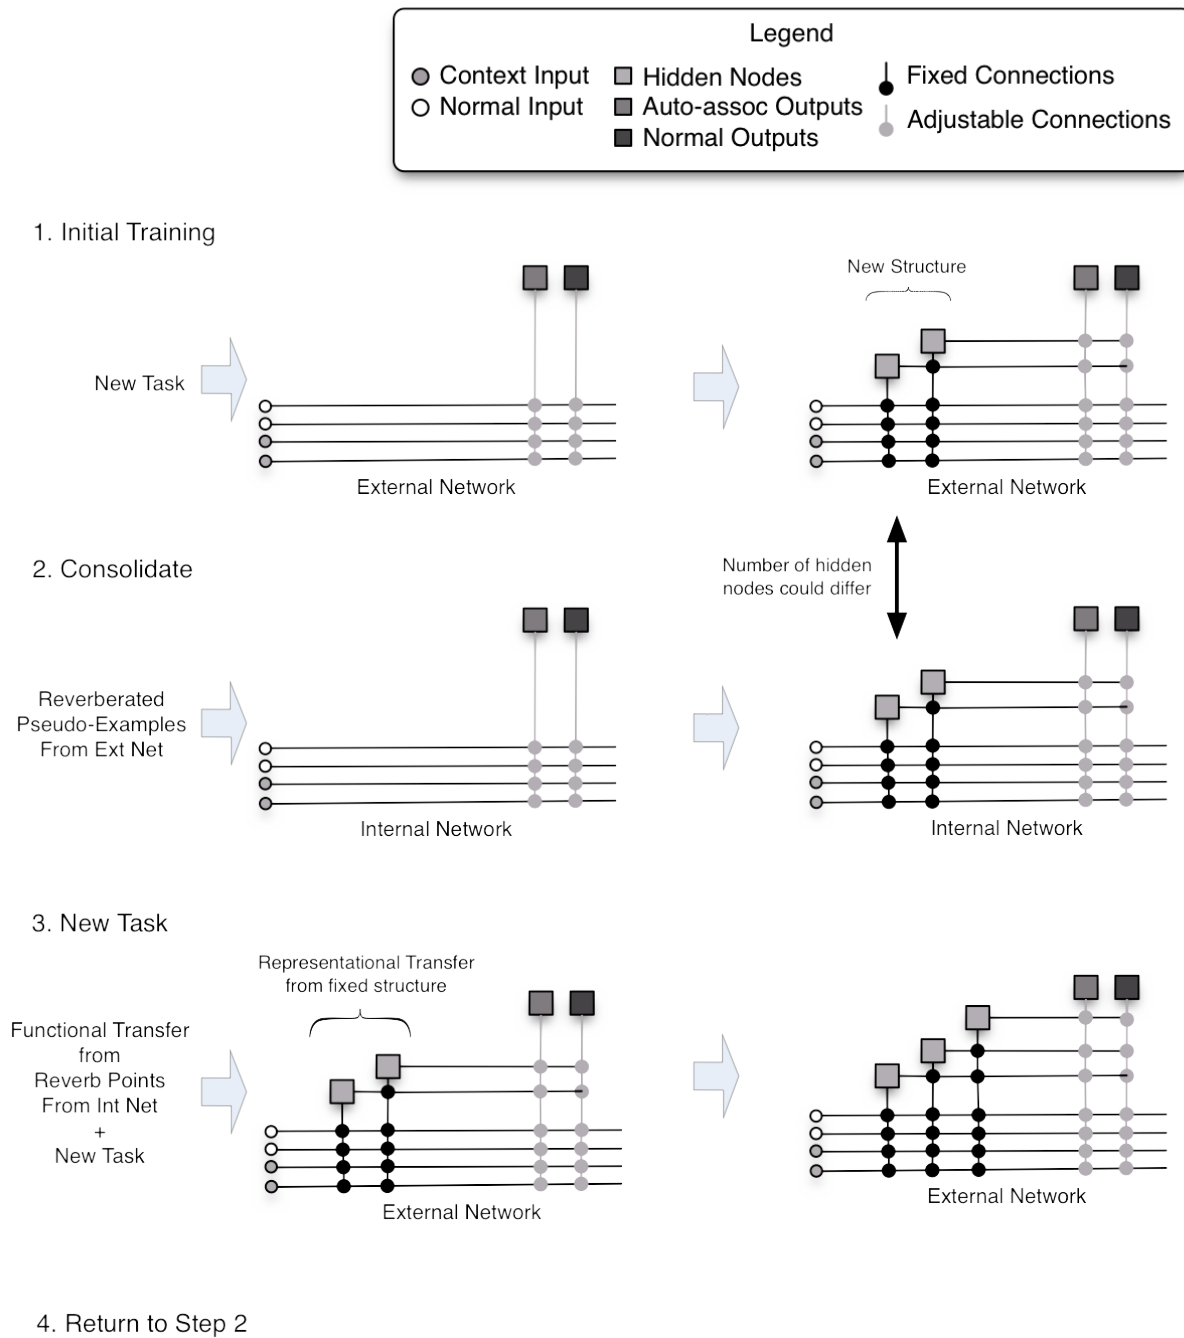 Legend
Context Input
Normal Input
Hidden Nodes
Auto-assoc Outputs
Normal Outputs
Fixed Connections
Adjustable Connections
1. Initial Training
New Task
External Network
New Structure
External Network
2. Consolidate
Number of hidden
nodes could differ
Reverberated
Pseudo-Examples
From Ext Net
Internal Network
Internal Network
3. New Task
Representational Transfer
from fixed structure
Functional Transfer
from
Reverb Points
From Int Net
+
New Task
External Network
External Network
4. Return to Step 2